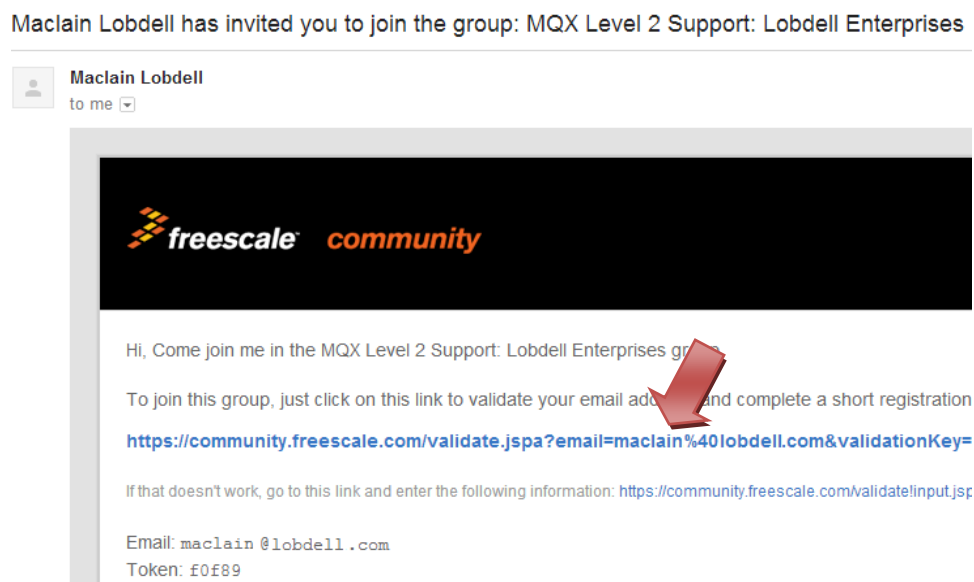 Maclain Lobdell has invited you to join the group: MQX Level 2 Support: Lobdell Enterprises
Maclain Lobdell
to me
freescale™ community
Hi, Come join me in the MQX Level 2 Support: Lobdell Enterprises
To join this group, just click on this link to validate your email and complete a short registration
https://community.freescale.com/validate.jspa?email=maclain%40lobdell.com&validationKey=
If that doesn't work, go to this link and enter the following information: https://community.freescale.com/validate!input.jsp
Email: maclain @lobdell.com
Token: f0f89